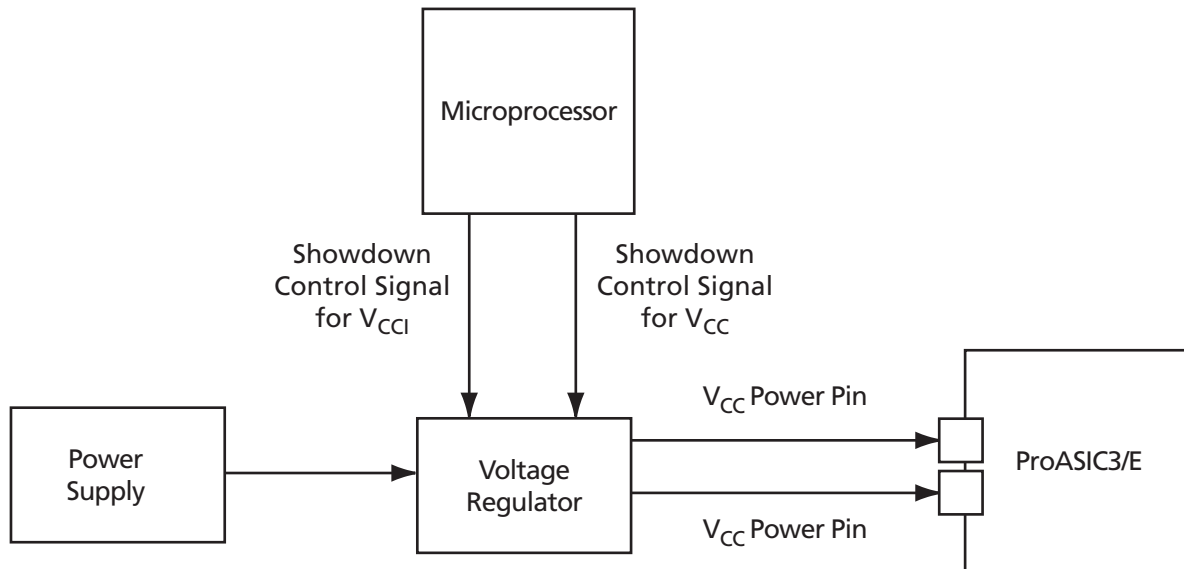 Microprocessor
Showdown
Control Signal
for VCCI
Showdown
Control Signal
for VCC
VCC Power Pin
Power
Supply
Voltage
Regulator
ProASIC3/E
VCC Power Pin